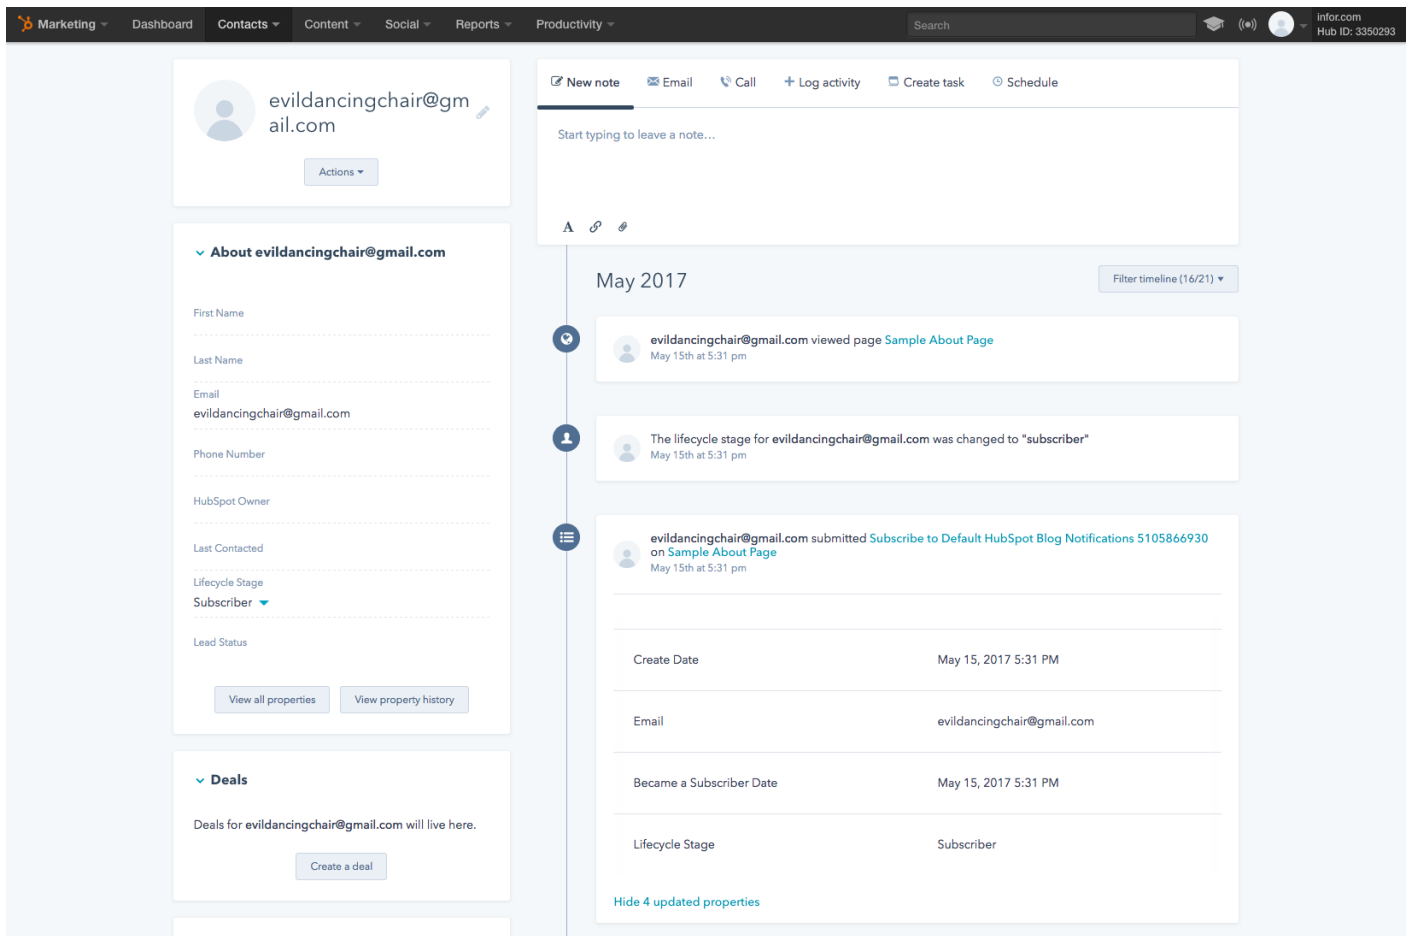 Marketing Dashboard Contacts Content Social Reports Productivity Search infor.com
Hub ID: 3350293
evildancingchair@gm
ail.com
Actions
About evildancingchair@gmail.com
First Name
Last Name
Email
evildancingchair@gmail.com
Phone Number
HubSpot Owner
Last Contacted
Lifecycle Stage
Subscriber
Lead Status
View all properties View property history
Deals
Deals for evildancingchair@gmail.com will live here.
Create a deal
New note Email Call Log activity Create task Schedule
Start typing to leave a note...
A
May 2017 Filter timeline (16/21)
evildancingchair@gmail.com viewed page Sample About Page
May 15th at 5:31 pm
The lifecycle stage for evildancingchair@gmail.com was changed to "subscriber"
May 15th at 5:31 pm
evildancingchair@gmail.com submitted Subscribe to Default HubSpot Blog Notifications 5105866930
on Sample About Page
May 15th at 5:31 pm
Create Date May 15, 2017 5:31 PM
Email evildancingchair@gmail.com
Became a Subscriber Date May 15, 2017 5:31 PM
Lifecycle Stage Subscriber
Hide 4 updated properties